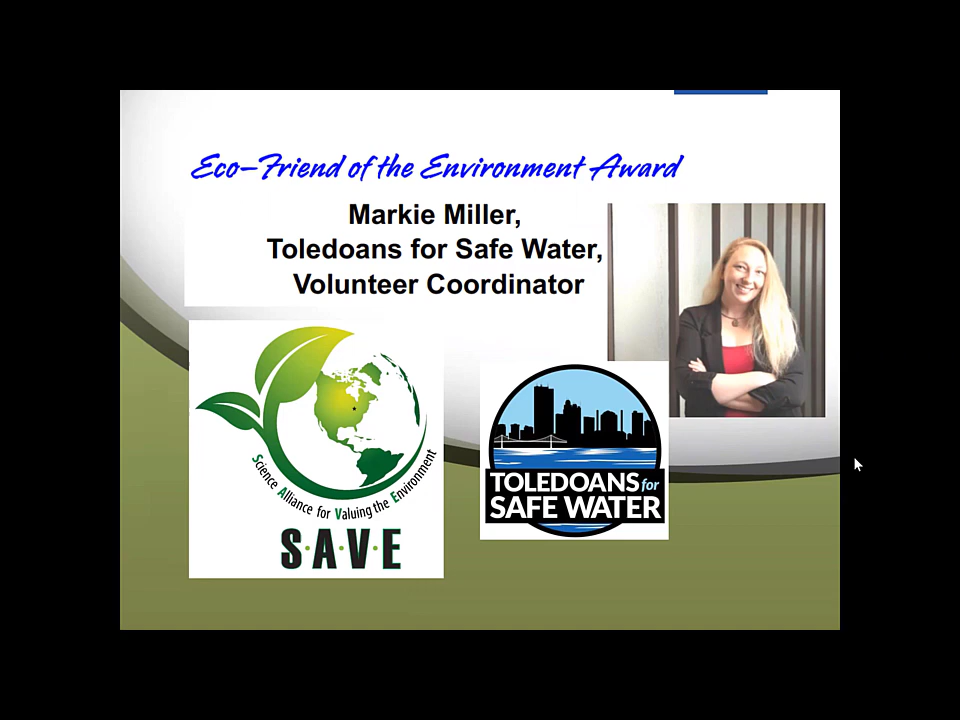 Eco-Friend of the Environment Award
Markie Miller,
Toledoans for Safe Water,
Volunteer Coordinator
Science Alliance for Valuing the Environment
S·A·V·E
TOLEDOANS for
SAFE WATER